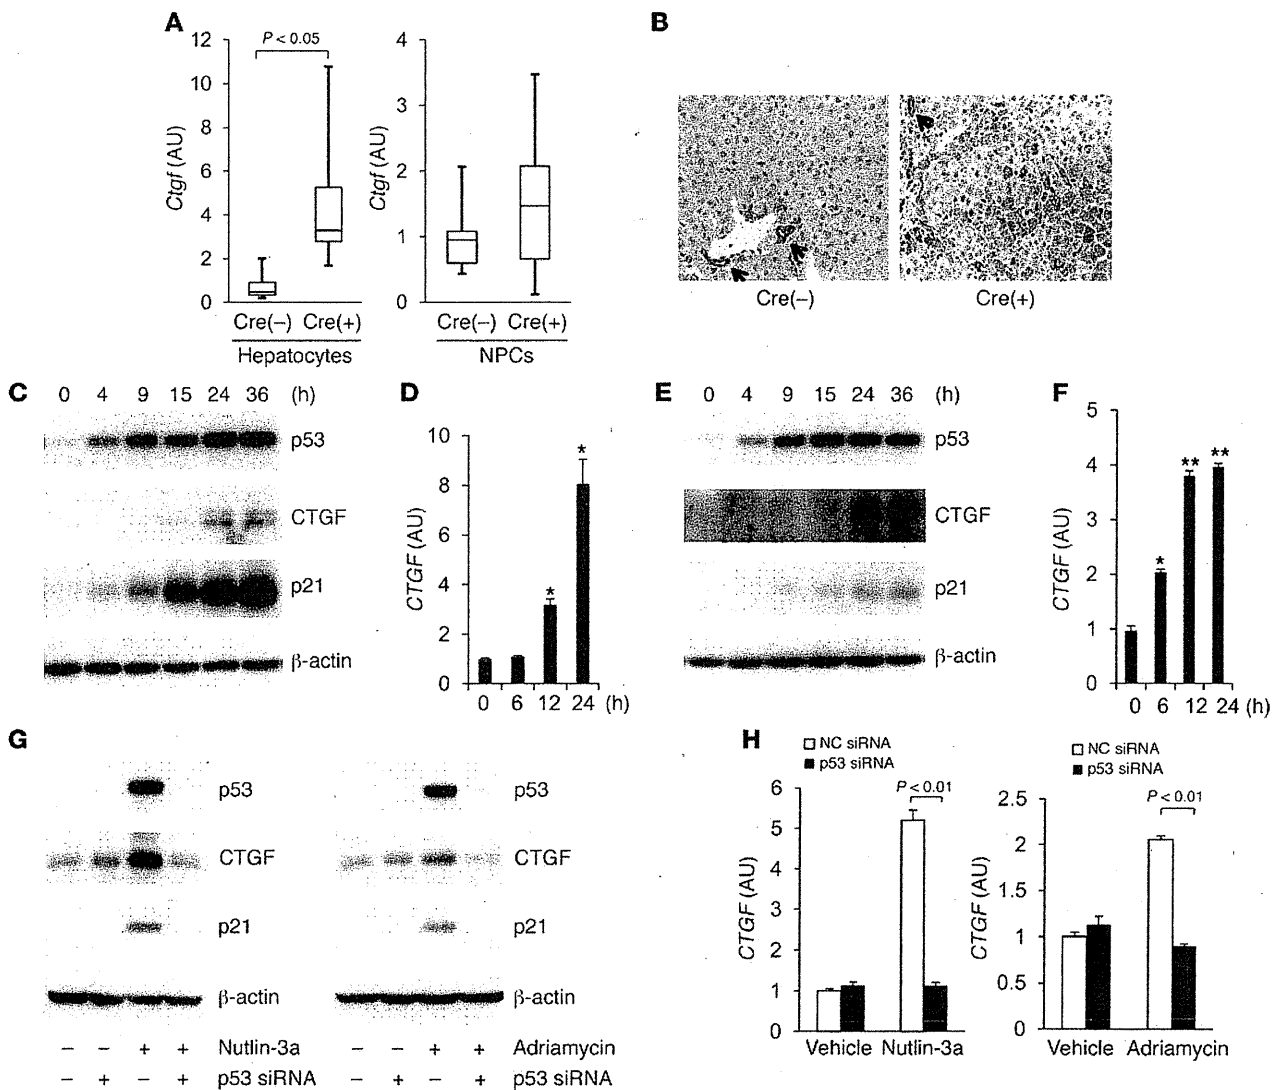 A
B
P < 0.05
12
10
8
6
4
2
0
Ctgf (AU)
4
3
2
1
0
Ctgf (AU)
Cre(–) Cre(+)
Hepatocytes
Cre(–) Cre(+)
NPCs
Cre(–)
Cre(+)
C
0 4 9 15 24 36 (h)
p53
CTGF
p21
β-actin
D
10
8
6
4
2
0
CTGF (AU)
*
*
0 6 12 24 (h)
E
0 4 9 15 24 36 (h)
p53
CTGF
p21
β-actin
F
5
4
3
2
1
0
CTGF (AU)
*
**
**
0 6 12 24 (h)
G
p53
CTGF
p21
β-actin
– – + + Nutlin-3a
– + – + p53 siRNA
p53
CTGF
p21
β-actin
– – + + Adriamycin
– + – + p53 siRNA
H
NC siRNA
p53 siRNA
P < 0.01
6
5
4
3
2
1
0
CTGF (AU)
Vehicle Nutlin-3a
NC siRNA
p53 siRNA
P < 0.01
2.5
2
1.5
1
0.5
0
CTGF (AU)
Vehicle Adriamycin